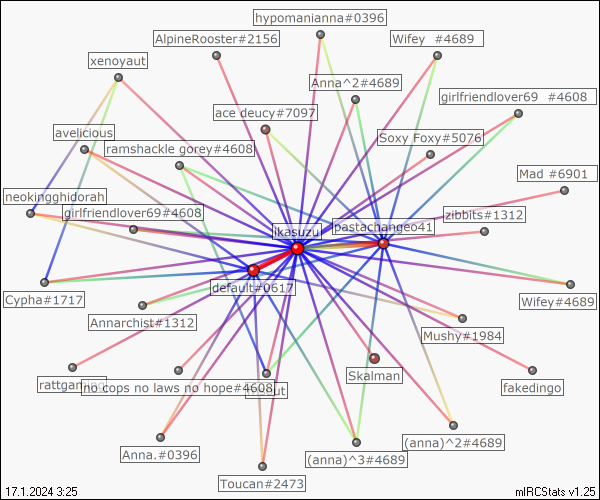 hypomanianna#0396
AlpineRooster#2156
Wifey #4689
xenoyaut
Anna^2#4689
girlfriendlover69 #4608
ace deucy#7097
avelicious
Soxy Foxy#5076
ramshackle gorey#4608
Mad #6901
neokingghidorah
girlfriendlover69#4608
zibbits#1312
pastachangeo41
ikasuzu
default#0617
Cypha#1717
Wifey#4689
Annarchist#1312
Mushy#1984
Skalman
rattgaming
no cops no laws no hope#4608
fakedingo
(anna)^2#4689
Anna.#0396
(anna)^3#4689
Toucan#2473
17.1.2024 3:25
mIRCStats v1.25